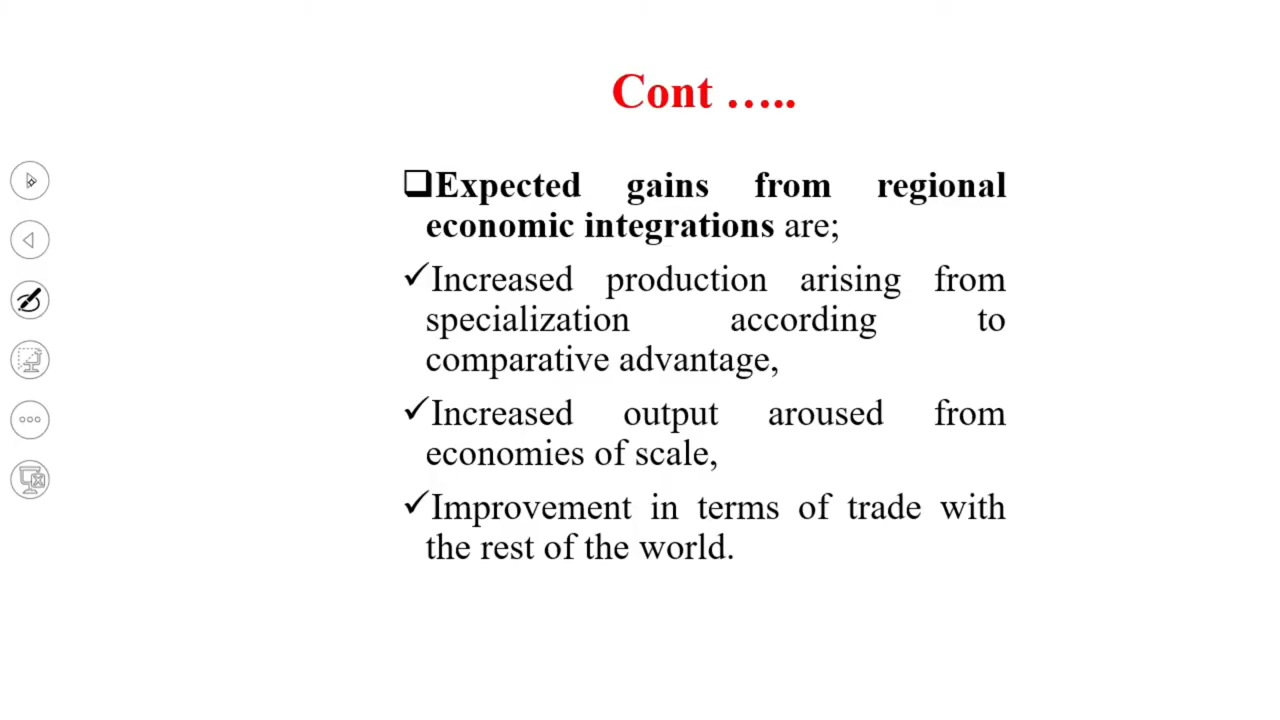 Cont …..
❑Expected gains from regional
economic integrations are;
✓Increased production arising from
specialization according to
comparative advantage,
✓Increased output aroused from
economies of scale,
✓Improvement in terms of trade with
the rest of the world.